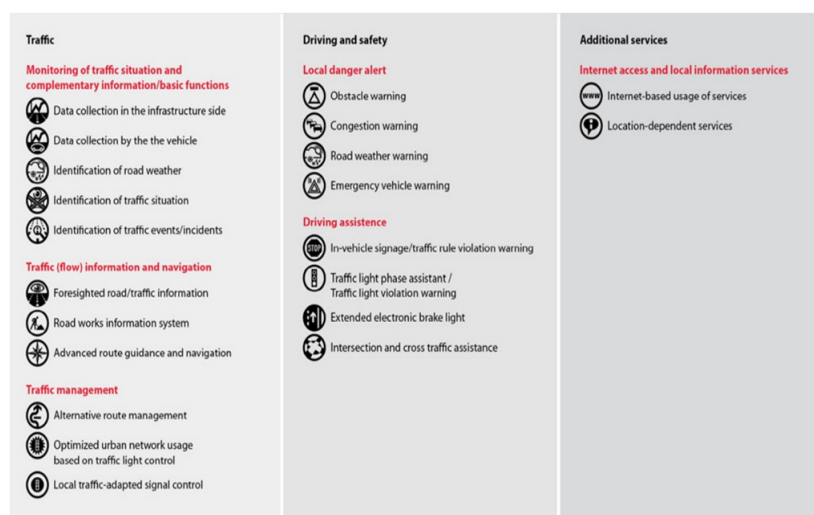 Traffic
Monitoring of traffic situation and
complementary information/basic functions
Data collection in the infrastructure side
Data collection by the the vehicle
Identification of road weather
Identification of traffic situation
Identification of traffic events/incidents
Traffic (flow) information and navigation
Foresighted road/traffic information
Road works information system
Advanced route guidance and navigation
Traffic management
Alternative route management
Optimized urban network usage
based on traffic light control
Local traffic-adapted signal control
Driving and safety
Local danger alert
Obstacle warning
Congestion warning
Road weather warning
Emergency vehicle warning
Driving assistence
STOP
In-vehicle signage/traffic rule violation warning
Traffic light phase assistant /
Traffic light violation warning
Extended electronic brake light
Intersection and cross traffic assistance
Additional services
Internet access and local information services
www
Internet-based usage of services
Location-dependent services